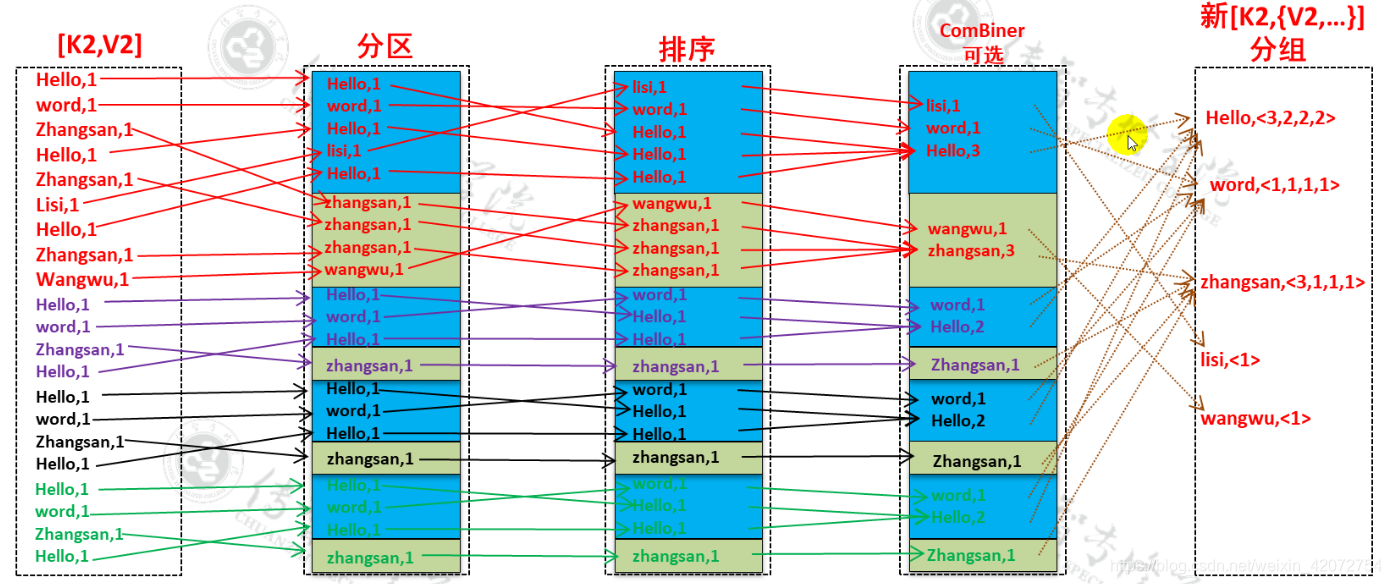 [K2,V2]
Hello,1
word,1
Zhangsan,1
Hello,1
Zhangsan,1
Lisi,1
Hello,1
Zhangsan,1
Wangwu,1
Hello,1
word,1
Zhangsan,1
Hello,1
Hello,1
word,1
Zhangsan,1
Hello,1
Hello,1
word,1
Zhangsan,1
Hello,1
分区
Hello,1
word,1
Hello,1
lisi,1
Hello,1
zhangsan,1
zhangsan,1
zhangsan,1
wangwu,1
Hello,1
word,1
Hello,1
zhangsan,1
Hello,1
word,1
Hello,1
zhangsan,1
Hello,1
word,1
Hello,1
zhangsan,1
排序
lisi,1
word,1
Hello,1
Hello,1
Hello,1
wangwu,1
zhangsan,1
zhangsan,1
zhangsan,1
word,1
Hello,1
Hello,1
zhangsan,1
word,1
Hello,1
Hello,1
zhangsan,1
word,1
Hello,1
Hello,1
zhangsan,1
ComBiner
可选
lisi,1
word,1
Hello,3
wangwu,1
zhangsan,3
word,1
Hello,2
Zhangsan,1
word,1
Hello,2
Zhangsan,1
word,1
Hello,2
Zhangsan,1
新[K2,{V2,...}]
分组
Hello,<3,2,2,2>
word,<1,1,1,1>
zhangsan,<3,1,1,1>
lisi,<1>
wangwu,<1>
https://blog.csdn.net/weixin_42072754